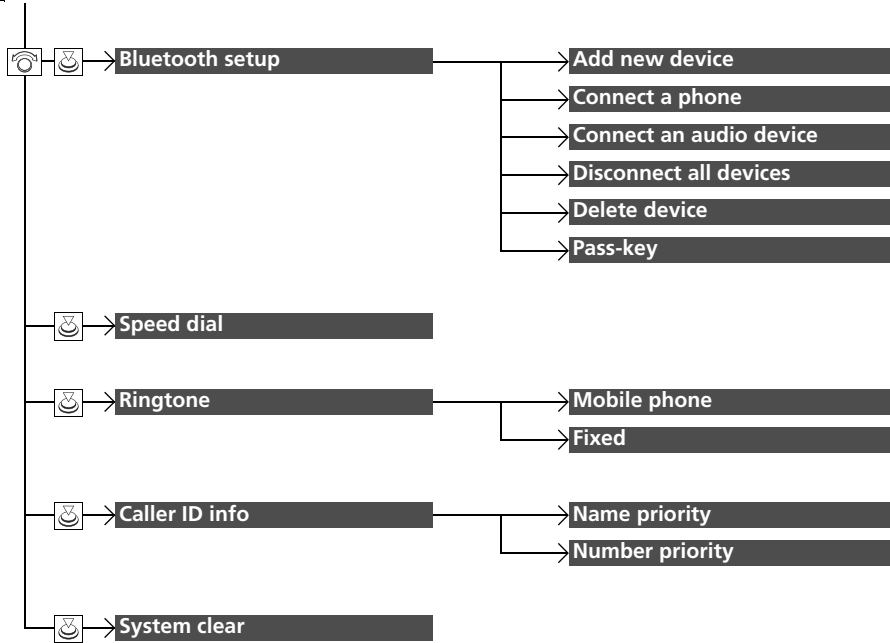 Bluetooth setup
Add new device
Connect a phone
Connect an audio device
Disconnect all devices
Delete device
Pass-key
Speed dial
Ringtone
Mobile phone
Fixed
Caller ID info
Name priority
Number priority
System clear